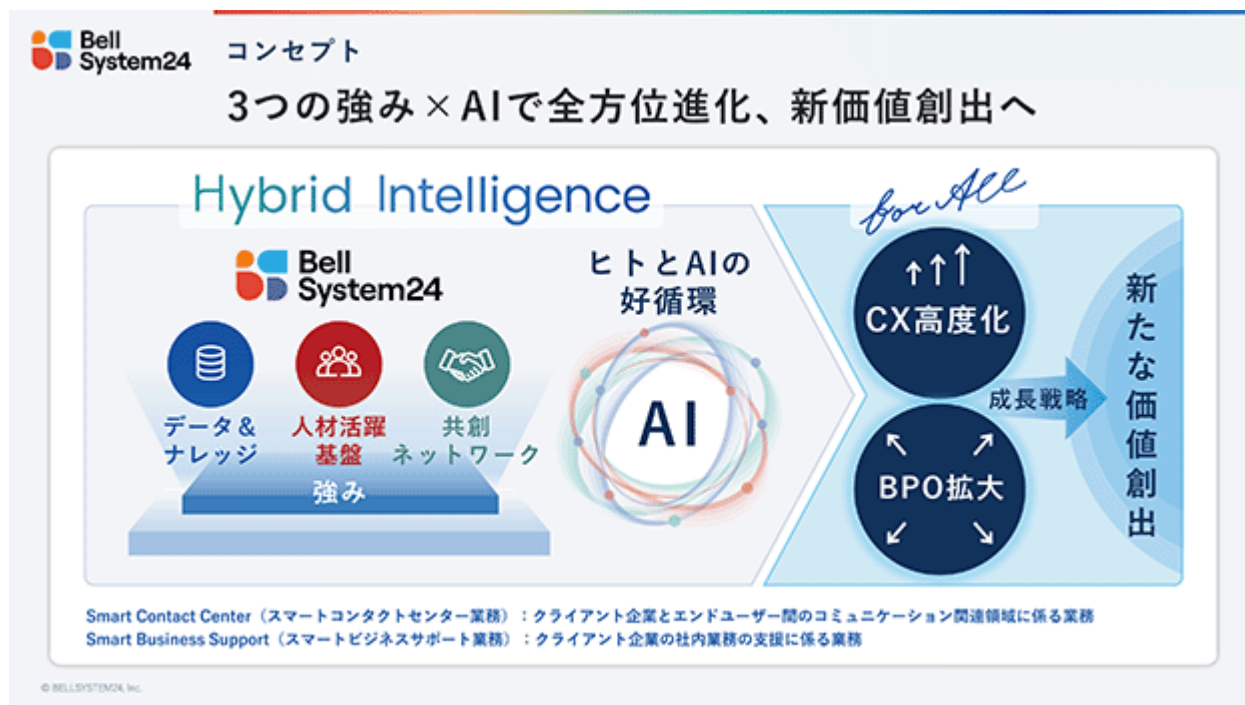 Bell
System24
コンセプト
3つの強み×AIで全方位進化、新価値創出へ
Hybrid Intelligence
for All
Bell
System24
ヒトとAIの
好循環
データ&
ナレッジ
人材活躍
基盤
共創
ネットワーク
強み
AI
CX高度化
成長戦略
BPO拡大
新たな価値創出
Smart Contact Center（スマートコンタクトセンター業務）：クライアント企業とエンドユーザー間のコミュニケーション関連領域に係る業務
Smart Business Support（スマートビジネスサポート業務）：クライアント企業の社内業務の支援に係る業務
© BELLSYSTEM24, Inc.